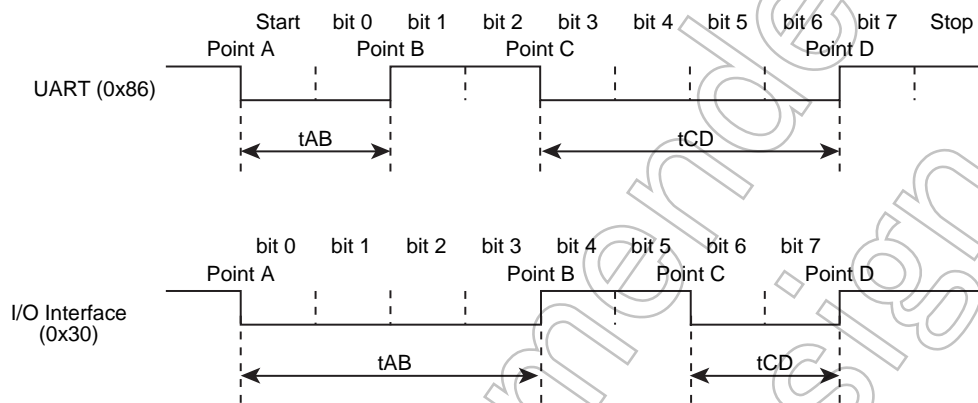 Start bit 0 bit 1 bit 2 bit 3 bit 4 bit 5 bit 6 bit 7 Stop
Point A Point B Point C Point D
UART (0x86)
tAB tCD
bit 0 bit 1 bit 2 bit 3 bit 4 bit 5 bit 6 bit 7
Point A Point B Point C Point D
I/O Interface
(0x30)
tAB tCD